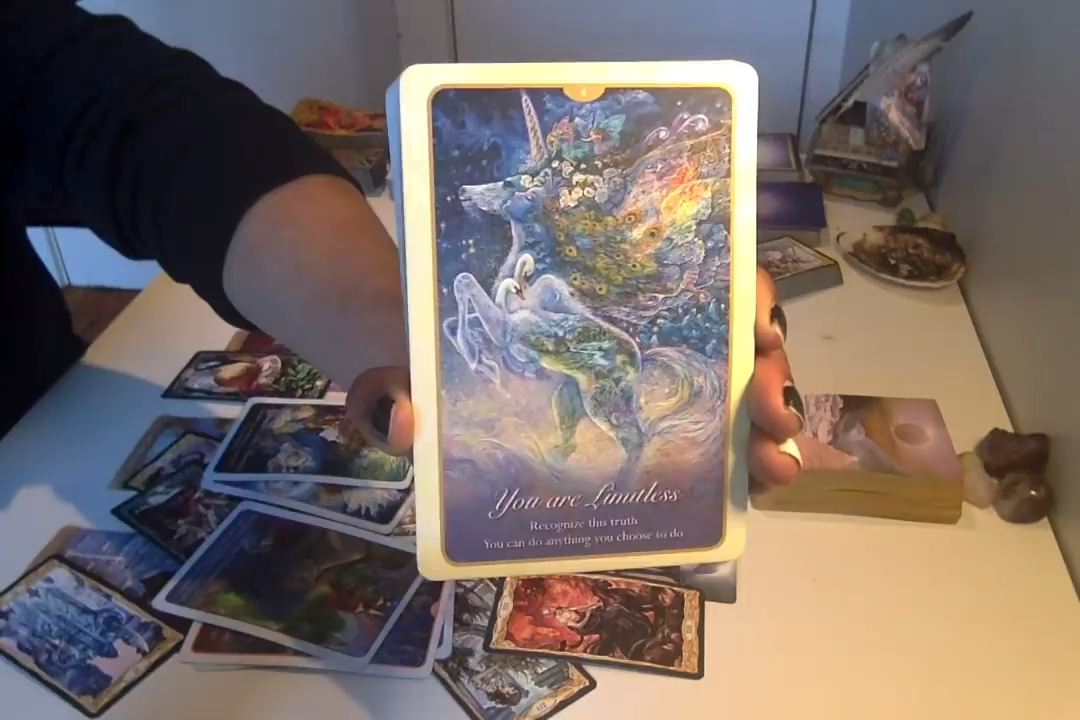 You are Limitless
Recognize this truth
You can do anything you choose to do